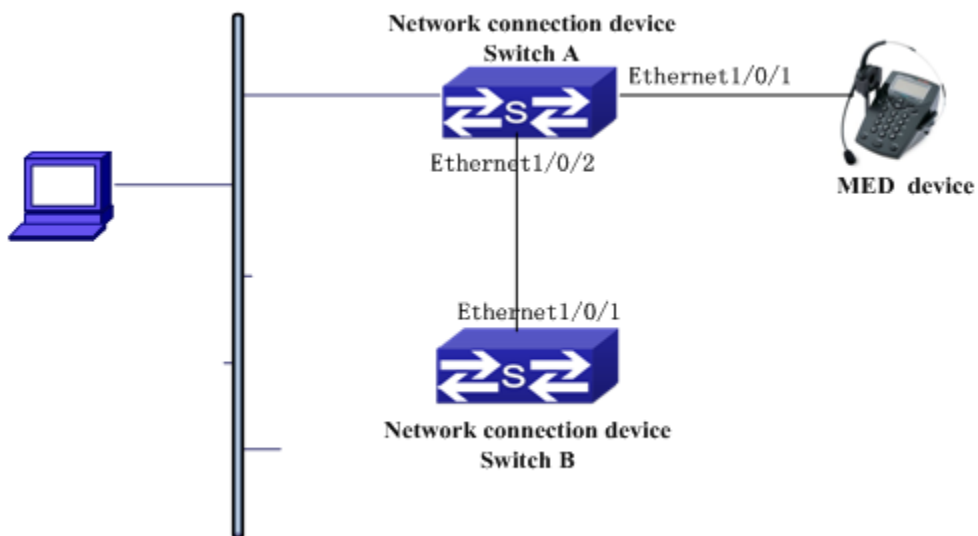 Network connection device
Switch A
Ethernet1/0/1
S
Ethernet1/0/2
MED device
Ethernet1/0/1
S
Network connection device
Switch B